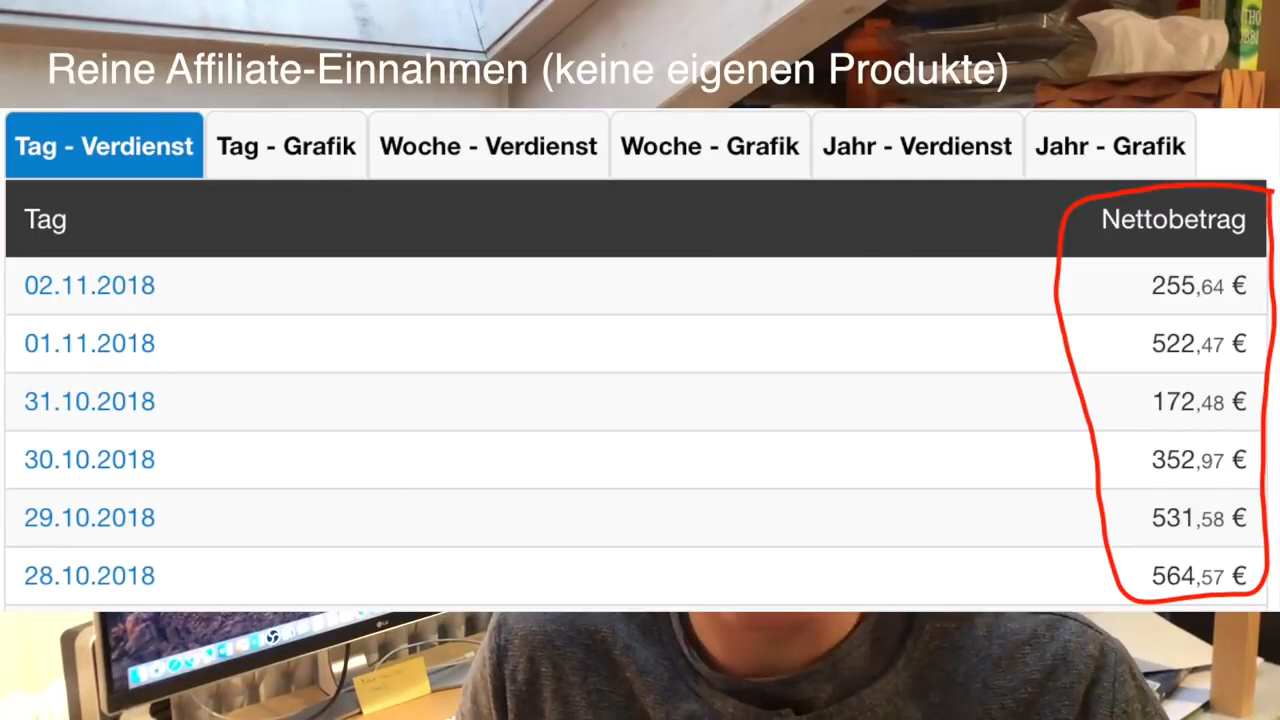 Reine Affiliate-Einnahmen (keine eigenen Produkte)
Tag - Verdienst Tag - Grafik Woche - Verdienst Woche - Grafik Jahr - Verdienst Jahr - Grafik
Tag Nettobetrag
02.11.2018 255,64 €
01.11.2018 522,47 €
31.10.2018 172,48 €
30.10.2018 352,97 €
29.10.2018 531,58 €
28.10.2018 564,57 €
LG